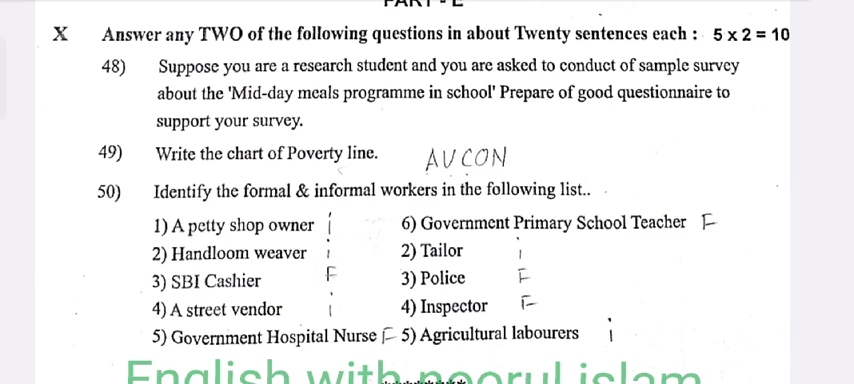 PART - E
X Answer any TWO of the following questions in about Twenty sentences each : 5 x 2 = 10
48) Suppose you are a research student and you are asked to conduct of sample survey
about the 'Mid-day meals programme in school' Prepare of good questionnaire to
support your survey.
49) Write the chart of Poverty line. AVCON
50) Identify the formal & informal workers in the following list..
1) A petty shop owner i 6) Government Primary School Teacher F
2) Handloom weaver i 2) Tailor i
3) SBI Cashier F 3) Police F
4) A street vendor i 4) Inspector F
5) Government Hospital Nurse F 5) Agricultural labourers i
English with noorul islam